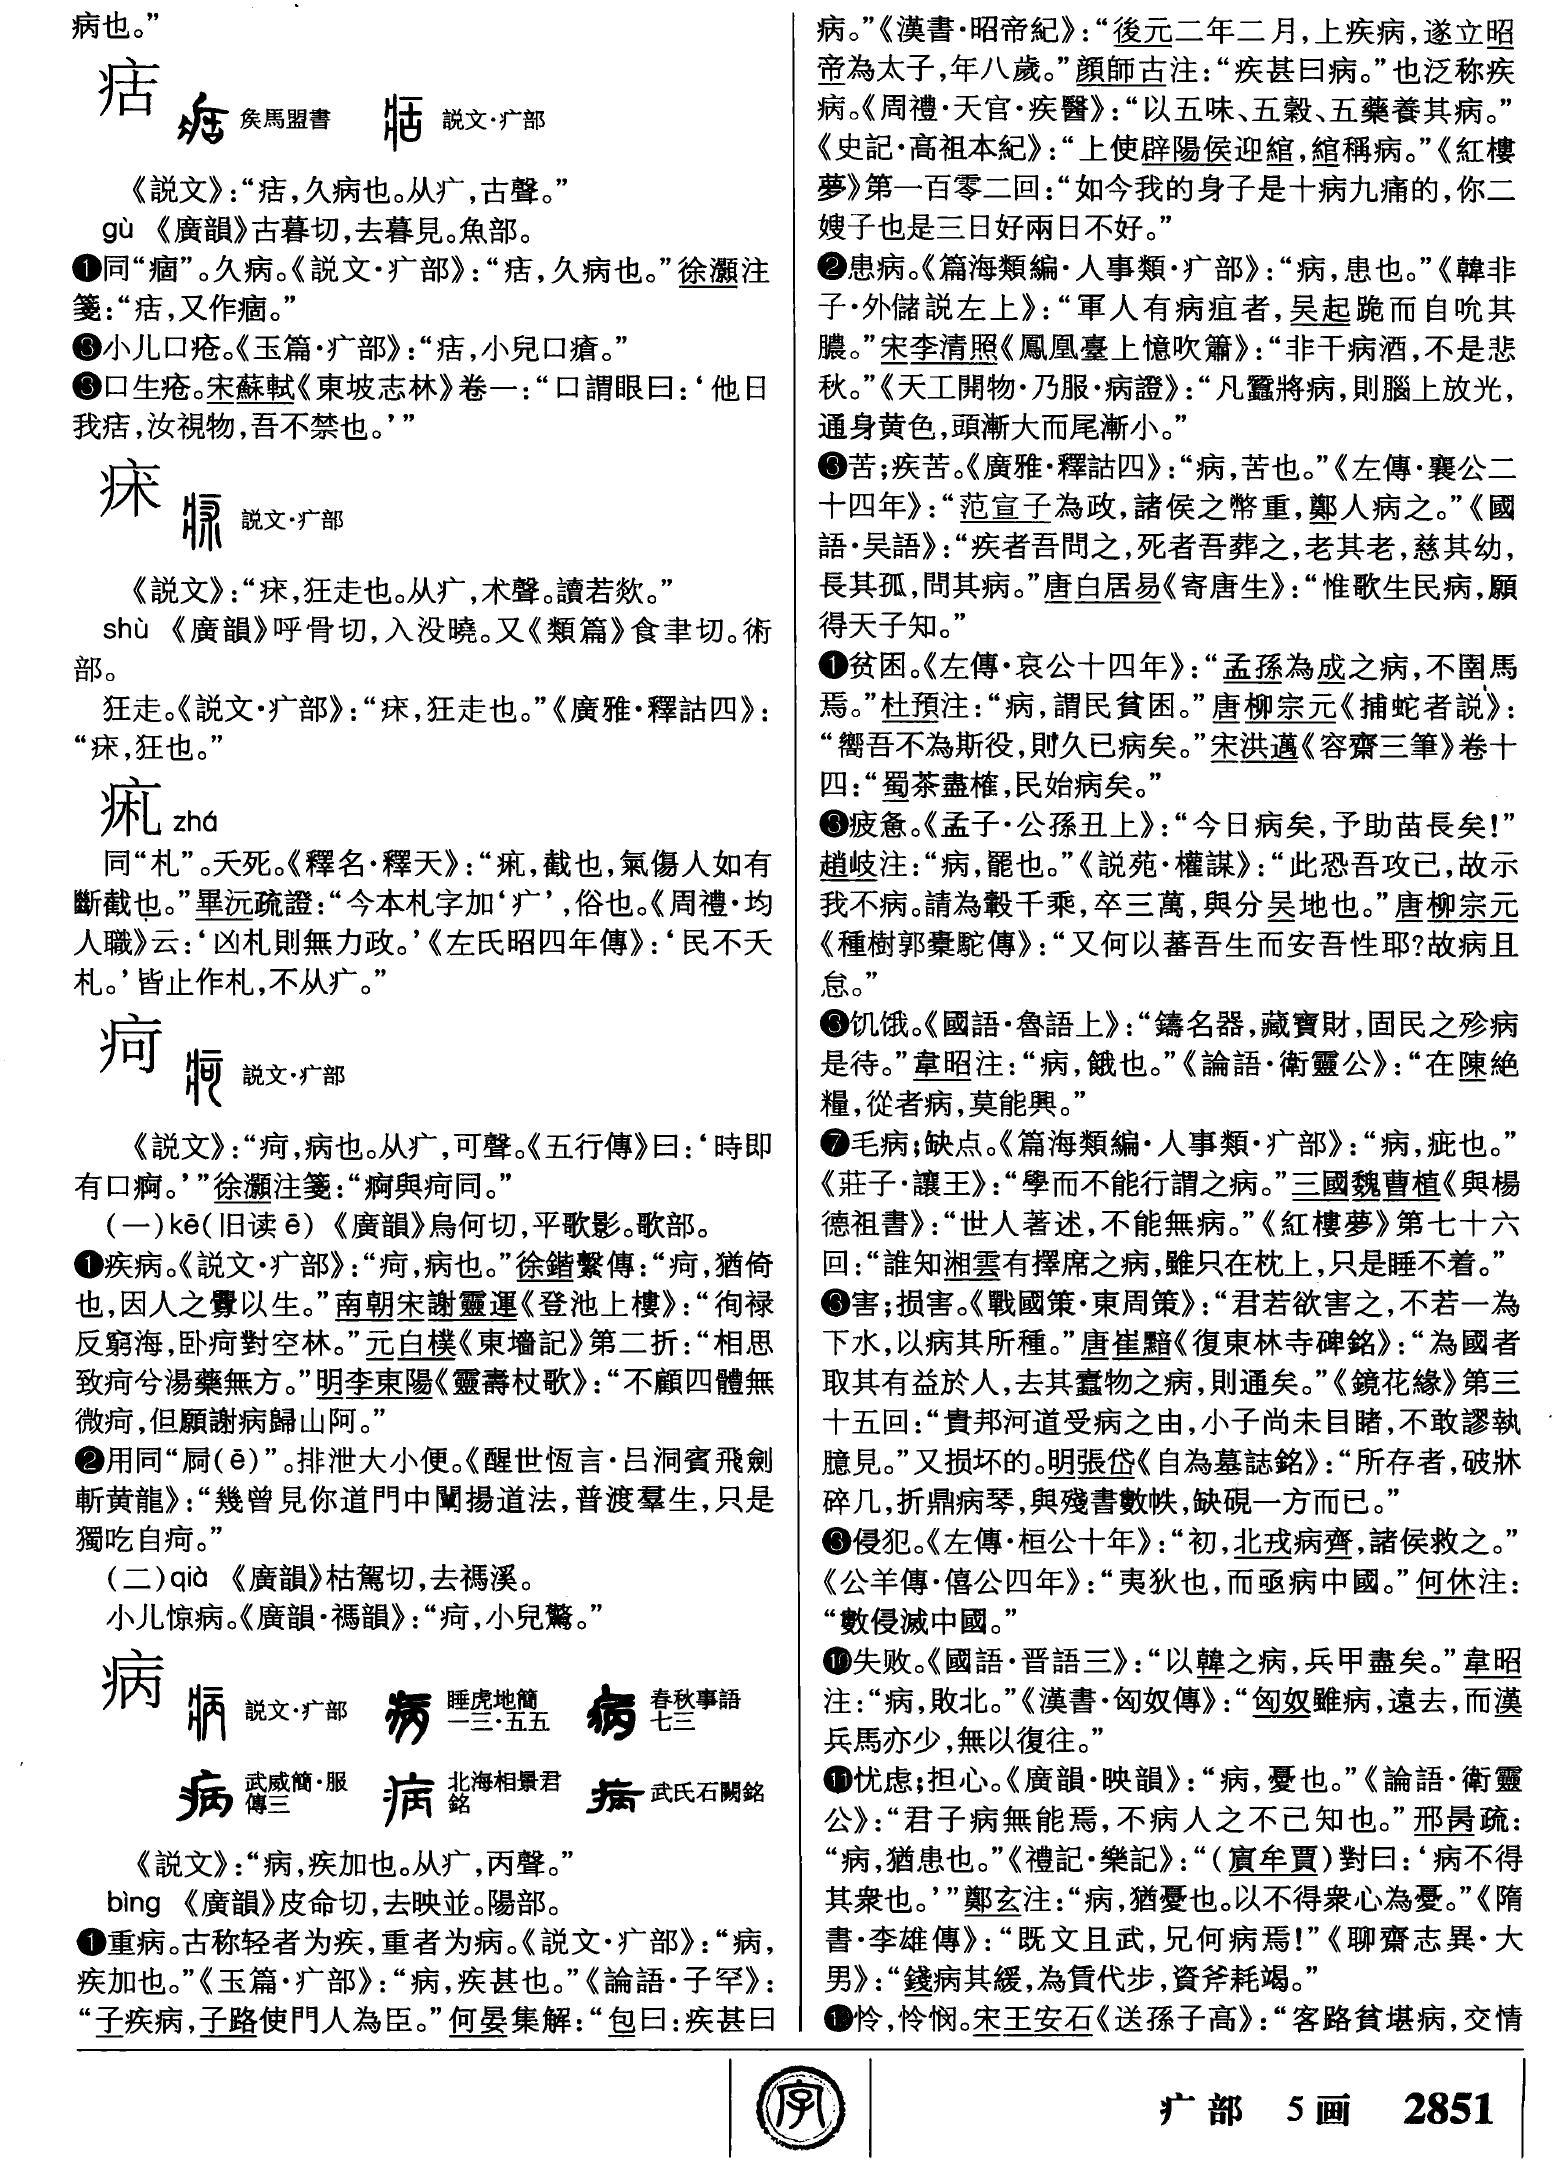 病也。”
痁 矦馬盟書 説文·疒部
《説文》：“痁，久病也。从疒，古聲。”
gù 《廣韻》古暮切，去暮見。魚部。
❶同“痼”。久病。《説文·疒部》：“痁，久病也。”徐灝注
箋：“痁，又作痼。”
❸小儿口疮。《玉篇·疒部》：“痁，小兒口瘡。”
❸口生疮。宋蘇軾《東坡志林》卷一：“口謂眼曰：‘他日
我痁，汝視物，吾不禁也。’”
㾁 説文·疒部
《説文》：“㾁，狂走也。从疒，术聲。讀若欻。”
shù 《廣韻》呼骨切，入没曉。又《類篇》食聿切。術
部。
狂走。《説文·疒部》：“㾁，狂走也。”《廣雅·釋詁四》：
“㾁，狂也。”
㾐 zhá
同“札”。夭死。《釋名·釋天》：“㾐，截也，氣傷人如有
斷截也。”畢沅疏證：“今本札字加‘疒’，俗也。《周禮·均
人職》云：‘凶札則無力政。’《左氏昭四年傳》：‘民不夭
札。’皆止作札，不从疒。”
疴 説文·疒部
《説文》：“疴，病也。从疒，可聲。《五行傳》曰：‘時即
有口痾。’”徐灝注箋：“痾與疴同。”
（一）kē（旧读ē） 《廣韻》烏何切，平歌影。歌部。
❶疾病。《説文·疒部》：“疴，病也。”徐鍇繫傳：“疴，猶倚
也，因人之釁以生。”南朝宋謝靈運《登池上樓》：“徇禄
反窮海，卧疴對空林。”元白樸《東墻記》第二折：“相思
致疴兮湯藥無方。”明李東陽《靈壽杖歌》：“不顧四體無
微疴，但願謝病歸山阿。”
❷用同“屙（ē）”。排泄大小便。《醒世恆言·吕洞賓飛劍
斬黄龍》：“幾曾見你道門中闡揚道法，普渡羣生，只是
獨吃自疴。”
（二）qià 《廣韻》枯駕切，去禡溪。
小儿惊病。《廣韻·禡韻》：“疴，小兒驚。”
病 説文·疒部 睡虎地簡一三·五五 春秋事語七三
武威簡·服傳三 北海相景君銘 武氏石闕銘
《説文》：“病，疾加也。从疒，丙聲。”
bìng 《廣韻》皮命切，去映並。陽部。
❶重病。古称轻者为疾，重者为病。《説文·疒部》：“病，
疾加也。”《玉篇·疒部》：“病，疾甚也。”《論語·子罕》：
“子疾病，子路使門人為臣。”何晏集解：“包曰：疾甚曰
病。”《漢書·昭帝紀》：“後元二年二月，上疾病，遂立昭
帝為太子，年八歲。”顔師古注：“疾甚曰病。”也泛称疾
病。《周禮·天官·疾醫》：“以五味、五穀、五藥養其病。”
《史記·高祖本紀》：“上使辟陽侯迎綰，綰稱病。”《紅樓
夢》第一百零二回：“如今我的身子是十病九痛的，你二
嫂子也是三日好兩日不好。”
❷患病。《篇海類編·人事類·疒部》：“病，患也。”《韓非
子·外儲説左上》：“軍人有病疽者，吴起跪而自吮其
膿。”宋李清照《鳳凰臺上憶吹簫》：“非干病酒，不是悲
秋。”《天工開物·乃服·病證》：“凡蠶將病，則腦上放光，
通身黄色，頭漸大而尾漸小。”
❸苦；疾苦。《廣雅·釋詁四》：“病，苦也。”《左傳·襄公二
十四年》：“范宣子為政，諸侯之幣重，鄭人病之。”《國
語·吴語》：“疾者吾問之，死者吾葬之，老其老，慈其幼，
長其孤，問其病。”唐白居易《寄唐生》：“惟歌生民病，願
得天子知。”
❶贫困。《左傳·哀公十四年》：“孟孫為成之病，不圉馬
焉。”杜預注：“病，謂民貧困。”唐柳宗元《捕蛇者説》：
“嚮吾不為斯役，則久已病矣。”宋洪邁《容齋三筆》卷十
四：“蜀茶盡榷，民始病矣。”
❸疲惫。《孟子·公孫丑上》：“今日病矣，予助苗長矣！”
趙岐注：“病，罷也。”《説苑·權謀》：“此恐吾攻己，故示
我不病。請為轂千乘，卒三萬，與分吴地也。”唐柳宗元
《種樹郭橐駝傳》：“又何以蕃吾生而安吾性耶？故病且
怠。”
❸饥饿。《國語·魯語上》：“鑄名器，藏寶財，固民之殄病
是待。”韋昭注：“病，餓也。”《論語·衛靈公》：“在陳絶
糧，從者病，莫能興。”
❼毛病；缺点。《篇海類編·人事類·疒部》：“病，疵也。”
《莊子·讓王》：“學而不能行謂之病。”三國魏曹植《與楊
德祖書》：“世人著述，不能無病。”《紅樓夢》第七十六
回：“誰知湘雲有擇席之病，雖只在枕上，只是睡不着。”
❸害；损害。《戰國策·東周策》：“君若欲害之，不若一為
下水，以病其所種。”唐崔黯《復東林寺碑銘》：“為國者
取其有益於人，去其蠹物之病，則通矣。”《鏡花緣》第三
十五回：“貴邦河道受病之由，小子尚未目睹，不敢謬執
臆見。”又损坏的。明張岱《自為墓誌銘》：“所存者，破牀
碎几，折鼎病琴，與殘書數帙，缺硯一方而已。”
❸侵犯。《左傳·桓公十年》：“初，北戎病齊，諸侯救之。”
《公羊傳·僖公四年》：“夷狄也，而亟病中國。”何休注：
“數侵滅中國。”
❿失败。《國語·晋語三》：“以韓之病，兵甲盡矣。”韋昭
注：“病，敗北。”《漢書·匈奴傳》：“匈奴雖病，遠去，而漢
兵馬亦少，無以復往。”
⓫忧虑；担心。《廣韻·映韻》：“病，憂也。”《論語·衛靈
公》：“君子病無能焉，不病人之不己知也。”邢昺疏：
“病，猶患也。”《禮記·樂記》：“（賓牟賈）對曰：‘病不得
其衆也。’”鄭玄注：“病，猶憂也。以不得衆心為憂。”《隋
書·李雄傳》：“既文且武，兄何病焉！”《聊齋志異·大
男》：“錢病其緩，為賃代步，資斧耗竭。”
⓬怜，怜悯。宋王安石《送孫子高》：“客路貧堪病，交情
字 疒部 5画 2851